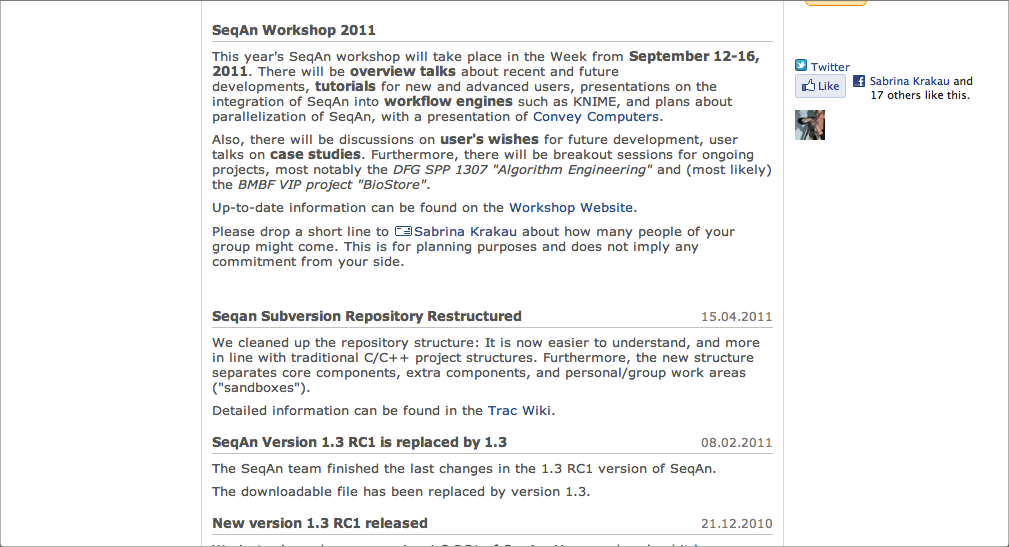 SeqAn Workshop 2011
This year's SeqAn workshop will take place in the Week from September 12-16,
2011. There will be overview talks about recent and future
developments, tutorials for new and advanced users, presentations on the
integration of SeqAn into workflow engines such as KNIME, and plans about
parallelization of SeqAn, with a presentation of Convey Computers.
Also, there will be discussions on user's wishes for future development, user
talks on case studies. Furthermore, there will be breakout sessions for ongoing
projects, most notably the DFG SPP 1307 "Algorithm Engineering" and (most likely)
the BMBF VIP project "BioStore".
Up-to-date information can be found on the Workshop Website.
Please drop a short line to Sabrina Krakau about how many people of your
group might come. This is for planning purposes and does not imply any
commitment from your side.
Seqan Subversion Repository Restructured 15.04.2011
We cleaned up the repository structure: It is now easier to understand, and more
in line with traditional C/C++ project structures. Furthermore, the new structure
separates core components, extra components, and personal/group work areas
("sandboxes").
Detailed information can be found in the Trac Wiki.
SeqAn Version 1.3 RC1 is replaced by 1.3 08.02.2011
The SeqAn team finished the last changes in the 1.3 RC1 version of SeqAn.
The downloadable file has been replaced by version 1.3.
New version 1.3 RC1 released 21.12.2010
Twitter
Like Sabrina Krakau and
17 others like this.